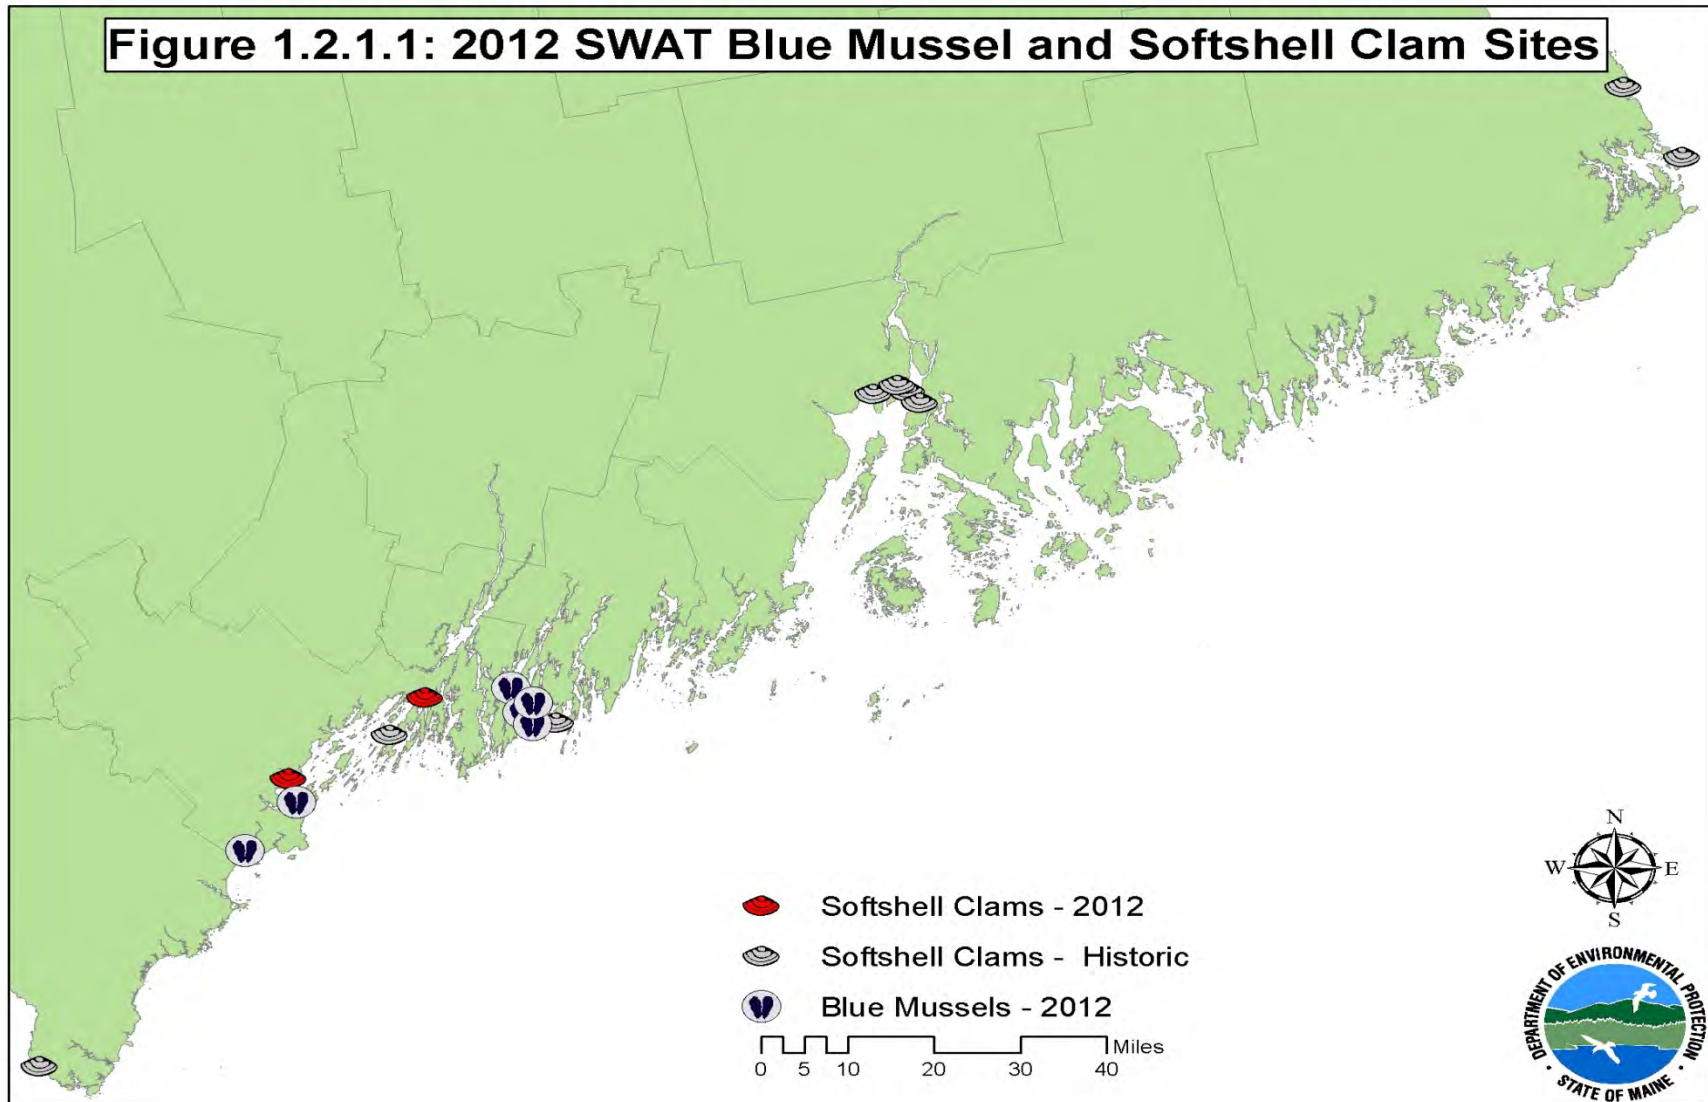 Figure 1.2.1.1: 2012 SWAT Blue Mussel and Softshell Clam Sites
N
W E
S
Softshell Clams - 2012
Softshell Clams - Historic
Blue Mussels - 2012
Miles
0 5 10 20 30 40
DEPARTMENT OF ENVIRONMENTAL PROTECTION
STATE OF MAINE